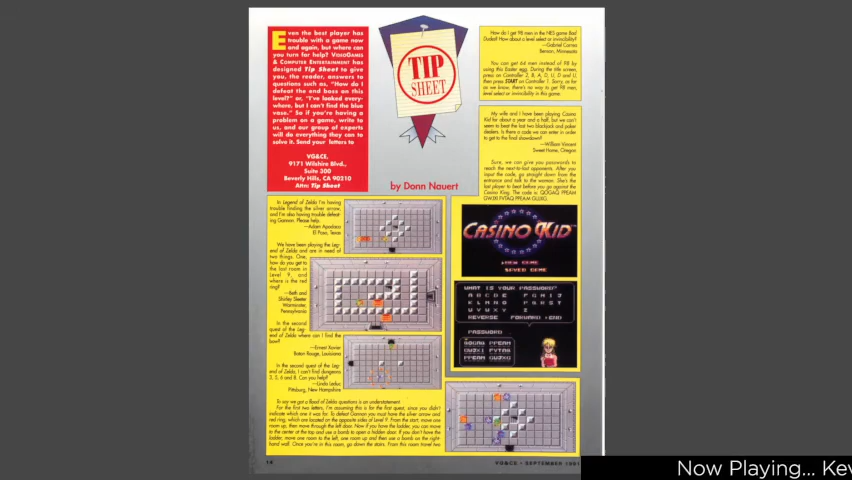 Even the best player has
trouble with a game now
and again, but where can
you turn for help? VIDEOGAMES
& COMPUTER ENTERTAINMENT has
designed Tip Sheet to give
you, the reader, answers to
questions such as, "How do I
defeat the end boss on this
level?" or, "I've looked every-
where, but I can't find the blue
vase." So if you're having a
problem on a game, write to
us, and our group of experts
will do everything they can to
solve it. Send your letters to
VG&CE,
9171 Wilshire Blvd.,
Suite 300
Beverly Hills, CA 90210
Attn: Tip Sheet
TIP
SHEET
by Donn Nauert
How do I get 98 men in the NES game Bad
Dudes? How about a level select or invincibility?
—Gabriel Correa
Benson, Minnesota
You can get 64 men instead of 98 by
using this Easter egg. During the title screen,
press on Controller 2, B, A, D, U, D and U,
then press START on Controller 1. Sorry, as far
as we know, there's no way to get 98 men,
level select or invincibility in this game.
My wife and I have been playing Casino
Kid for about a year and a half, but we can't
seem to beat the last two blackjack and poker
dealers. Is there a code we can enter in order
to get to the final showdown?
—William Vincent
Sweet Home, Oregon
Sure, we can give you passwords to
reach the next-to-last opponents. After you
input the code, go straight down from the
entrance and talk to the woman. She's the
last player to beat before you go against the
Casino King. The code is:
CASINO KID
NEW GAME
SAVED GAME
WHAT IS YOUR PASSWORD?
A B C D E F G H I J
K L M N O P Q R S T
U V W X Y Z
REVERSE FORWARD END
PASSWORD
In Legend of Zelda I'm having
trouble finding the silver arrow,
and I'm also having trouble defeat-
ing Gannon. Please help.
—Adam Apodaca
El Paso, Texas
We have been playing the Leg-
end of Zelda and are in need of
two things. One,
how do you get to
the last room in
Level 9, and
where is the red
ring?
—Beth and
Shirley Skeeter
Warminster,
Pennsylvania
In the second
quest of the Leg-
end of Zelda where can I find the
bow?
—Ernest Xavier
Baton Rouge, Louisiana
In the second quest of the Leg-
end of Zelda, I can't find dungeons
3, 5, 6 and 8. Can you help?
—Linda Leduc
Pittsburg, New Hampshire
To say we got a flood of Zelda questions is an understatement.
For the first two letters, I'm assuming this is for the first quest, since you didn't
indicate which one it was for. To defeat Gannon you must have the silver arrow and
red ring, which are located on the opposite sides of Level 9. From the start, move one
room up, then move through the left door. Now if you have the ladder, you can move
to the center at the top and use a bomb to open a hidden door. If you don't have the
ladder, move one room to the left, one room up and then use a bomb on the right-
hand wall. Once you're in this room, go down the stairs. From this room travel two
14
VG&CE • SEPTEMBER 1991
Now Playing... Kev